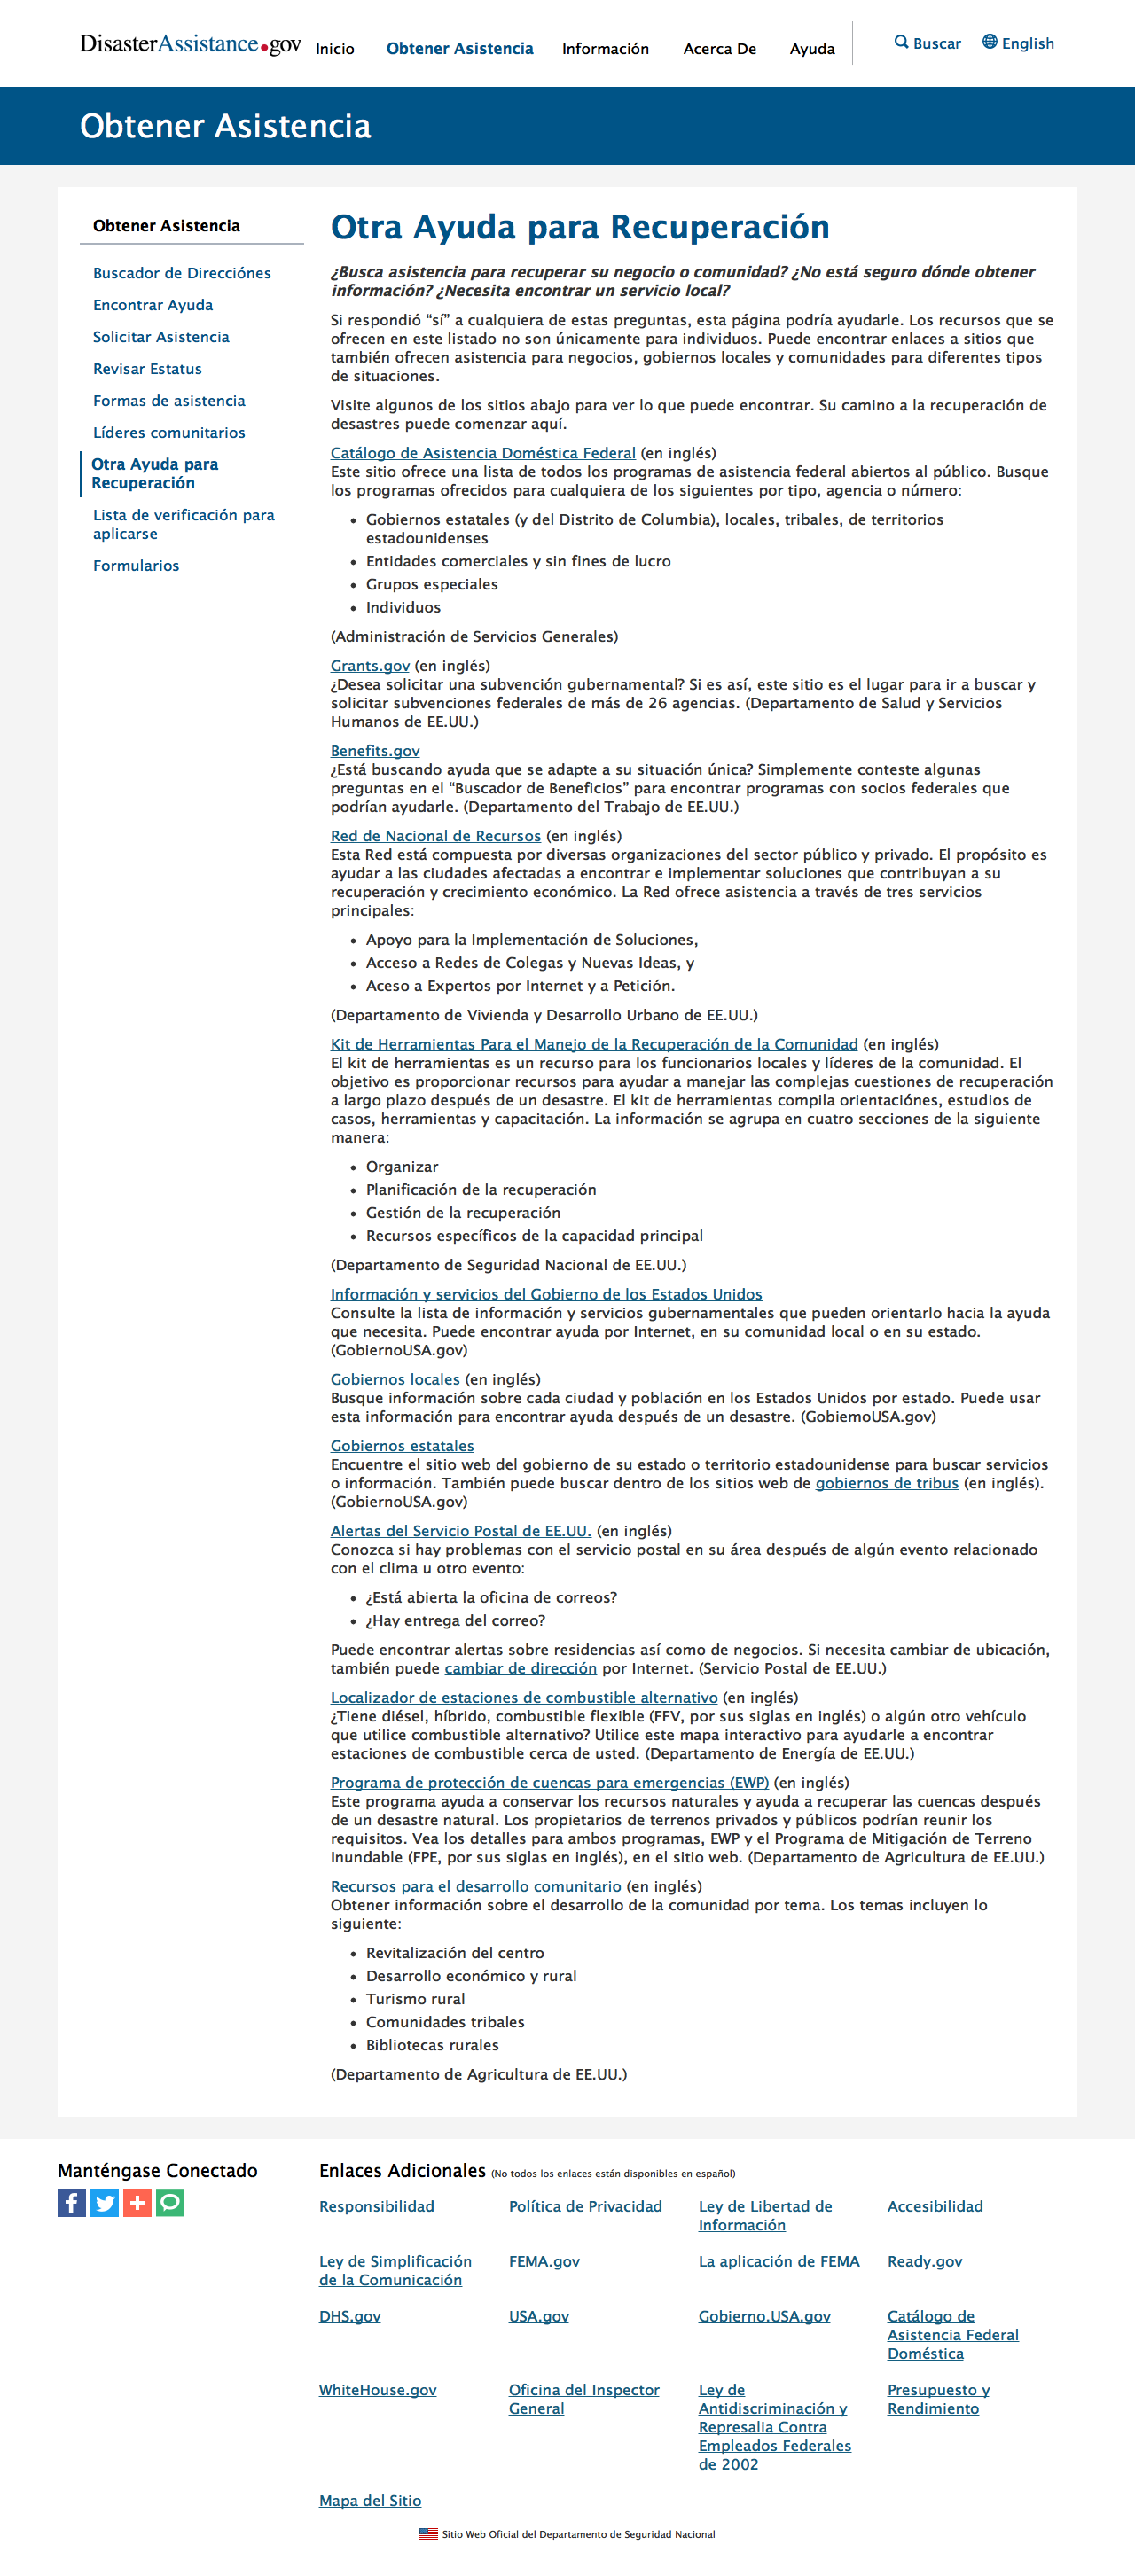 DisasterAssistance.gov
Inicio
Obtener Asistencia
Información
Acerca De
Ayuda
Buscar
English
Obtener Asistencia
Obtener Asistencia
Buscador de Direcciónes
Encontrar Ayuda
Solicitar Asistencia
Revisar Estatus
Formas de asistencia
Líderes comunitarios
Otra Ayuda para
Recuperación
Lista de verificación para
aplicarse
Formularios
Otra Ayuda para Recuperación
¿Busca asistencia para recuperar su negocio o comunidad? ¿No está seguro dónde obtener
información? ¿Necesita encontrar un servicio local?
Si respondió “sí” a cualquiera de estas preguntas, esta página podría ayudarle. Los recursos que se
ofrecen en este listado no son únicamente para individuos. Puede encontrar enlaces a sitios que
también ofrecen asistencia para negocios, gobiernos locales y comunidades para diferentes tipos
de situaciones.
Visite algunos de los sitios abajo para ver lo que puede encontrar. Su camino a la recuperación de
desastres puede comenzar aquí.
Catálogo de Asistencia Doméstica Federal (en inglés)
Este sitio ofrece una lista de todos los programas de asistencia federal abiertos al público. Busque
los programas ofrecidos para cualquiera de los siguientes por tipo, agencia o número:
• Gobiernos estatales (y del Distrito de Columbia), locales, tribales, de territorios
estadounidenses
• Entidades comerciales y sin fines de lucro
• Grupos especiales
• Individuos
(Administración de Servicios Generales)
Grants.gov (en inglés)
¿Desea solicitar una subvención gubernamental? Si es así, este sitio es el lugar para ir a buscar y
solicitar subvenciones federales de más de 26 agencias. (Departamento de Salud y Servicios
Humanos de EE.UU.)
Benefits.gov
¿Está buscando ayuda que se adapte a su situación única? Simplemente conteste algunas
preguntas en el “Buscador de Beneficios” para encontrar programas con socios federales que
podrían ayudarle. (Departamento del Trabajo de EE.UU.)
Red de Nacional de Recursos (en inglés)
Esta Red está compuesta por diversas organizaciones del sector público y privado. El propósito es
ayudar a las ciudades afectadas a encontrar e implementar soluciones que contribuyan a su
recuperación y crecimiento económico. La Red ofrece asistencia a través de tres servicios
principales:
• Apoyo para la Implementación de Soluciones,
• Acceso a Redes de Colegas y Nuevas Ideas, y
• Aceso a Expertos por Internet y a Petición.
(Departamento de Vivienda y Desarrollo Urbano de EE.UU.)
Kit de Herramientas Para el Manejo de la Recuperación de la Comunidad (en inglés)
El kit de herramientas es un recurso para los funcionarios locales y líderes de la comunidad. El
objetivo es proporcionar recursos para ayudar a manejar las complejas cuestiones de recuperación
a largo plazo después de un desastre. El kit de herramientas compila orientaciónes, estudios de
casos, herramientas y capacitación. La información se agrupa en cuatro secciones de la siguiente
manera:
• Organizar
• Planificación de la recuperación
• Gestión de la recuperación
• Recursos específicos de la capacidad principal
(Departamento de Seguridad Nacional de EE.UU.)
Información y servicios del Gobierno de los Estados Unidos
Consulte la lista de información y servicios gubernamentales que pueden orientarlo hacia la ayuda
que necesita. Puede encontrar ayuda por Internet, en su comunidad local o en su estado.
(GobiernoUSA.gov)
Gobiernos locales (en inglés)
Busque información sobre cada ciudad y población en los Estados Unidos por estado. Puede usar
esta información para encontrar ayuda después de un desastre. (GobiemoUSA.gov)
Gobiernos estatales
Encuentre el sitio web del gobierno de su estado o territorio estadounidense para buscar servicios
o información. También puede buscar dentro de los sitios web de gobiernos de tribus (en inglés).
(GobiernoUSA.gov)
Alertas del Servicio Postal de EE.UU. (en inglés)
Conozca si hay problemas con el servicio postal en su área después de algún evento relacionado
con el clima u otro evento:
• ¿Está abierta la oficina de correos?
• ¿Hay entrega del correo?
Puede encontrar alertas sobre residencias así como de negocios. Si necesita cambiar de ubicación,
también puede cambiar de dirección por Internet. (Servicio Postal de EE.UU.)
Localizador de estaciones de combustible alternativo (en inglés)
¿Tiene diésel, híbrido, combustible flexible (FFV, por sus siglas en inglés) o algún otro vehículo
que utilice combustible alternativo? Utilice este mapa interactivo para ayudarle a encontrar
estaciones de combustible cerca de usted. (Departamento de Energía de EE.UU.)
Programa de protección de cuencas para emergencias (EWP) (en inglés)
Este programa ayuda a conservar los recursos naturales y ayuda a recuperar las cuencas después
de un desastre natural. Los propietarios de terrenos privados y públicos podrían reunir los
requisitos. Vea los detalles para ambos programas, EWP y el Programa de Mitigación de Terreno
Inundable (FPE, por sus siglas en inglés), en el sitio web. (Departamento de Agricultura de EE.UU.)
Recursos para el desarrollo comunitario (en inglés)
Obtener información sobre el desarrollo de la comunidad por tema. Los temas incluyen lo
siguiente:
• Revitalización del centro
• Desarrollo económico y rural
• Turismo rural
• Comunidades tribales
• Bibliotecas rurales
(Departamento de Agricultura de EE.UU.)
Manténgase Conectado
Enlaces Adicionales (No todos los enlaces están disponibles en español)
Responsibilidad
Política de Privacidad
Ley de Libertad de
Información
Accesibilidad
Ley de Simplificación
de la Comunicación
FEMA.gov
La aplicación de FEMA
Ready.gov
DHS.gov
USA.gov
Gobierno.USA.gov
Catálogo de
Asistencia Federal
Doméstica
WhiteHouse.gov
Oficina del Inspector
General
Ley de
Antidiscriminación y
Represalia Contra
Empleados Federales
de 2002
Presupuesto y
Rendimiento
Mapa del Sitio
Sitio Web Oficial del Departamento de Seguridad Nacional